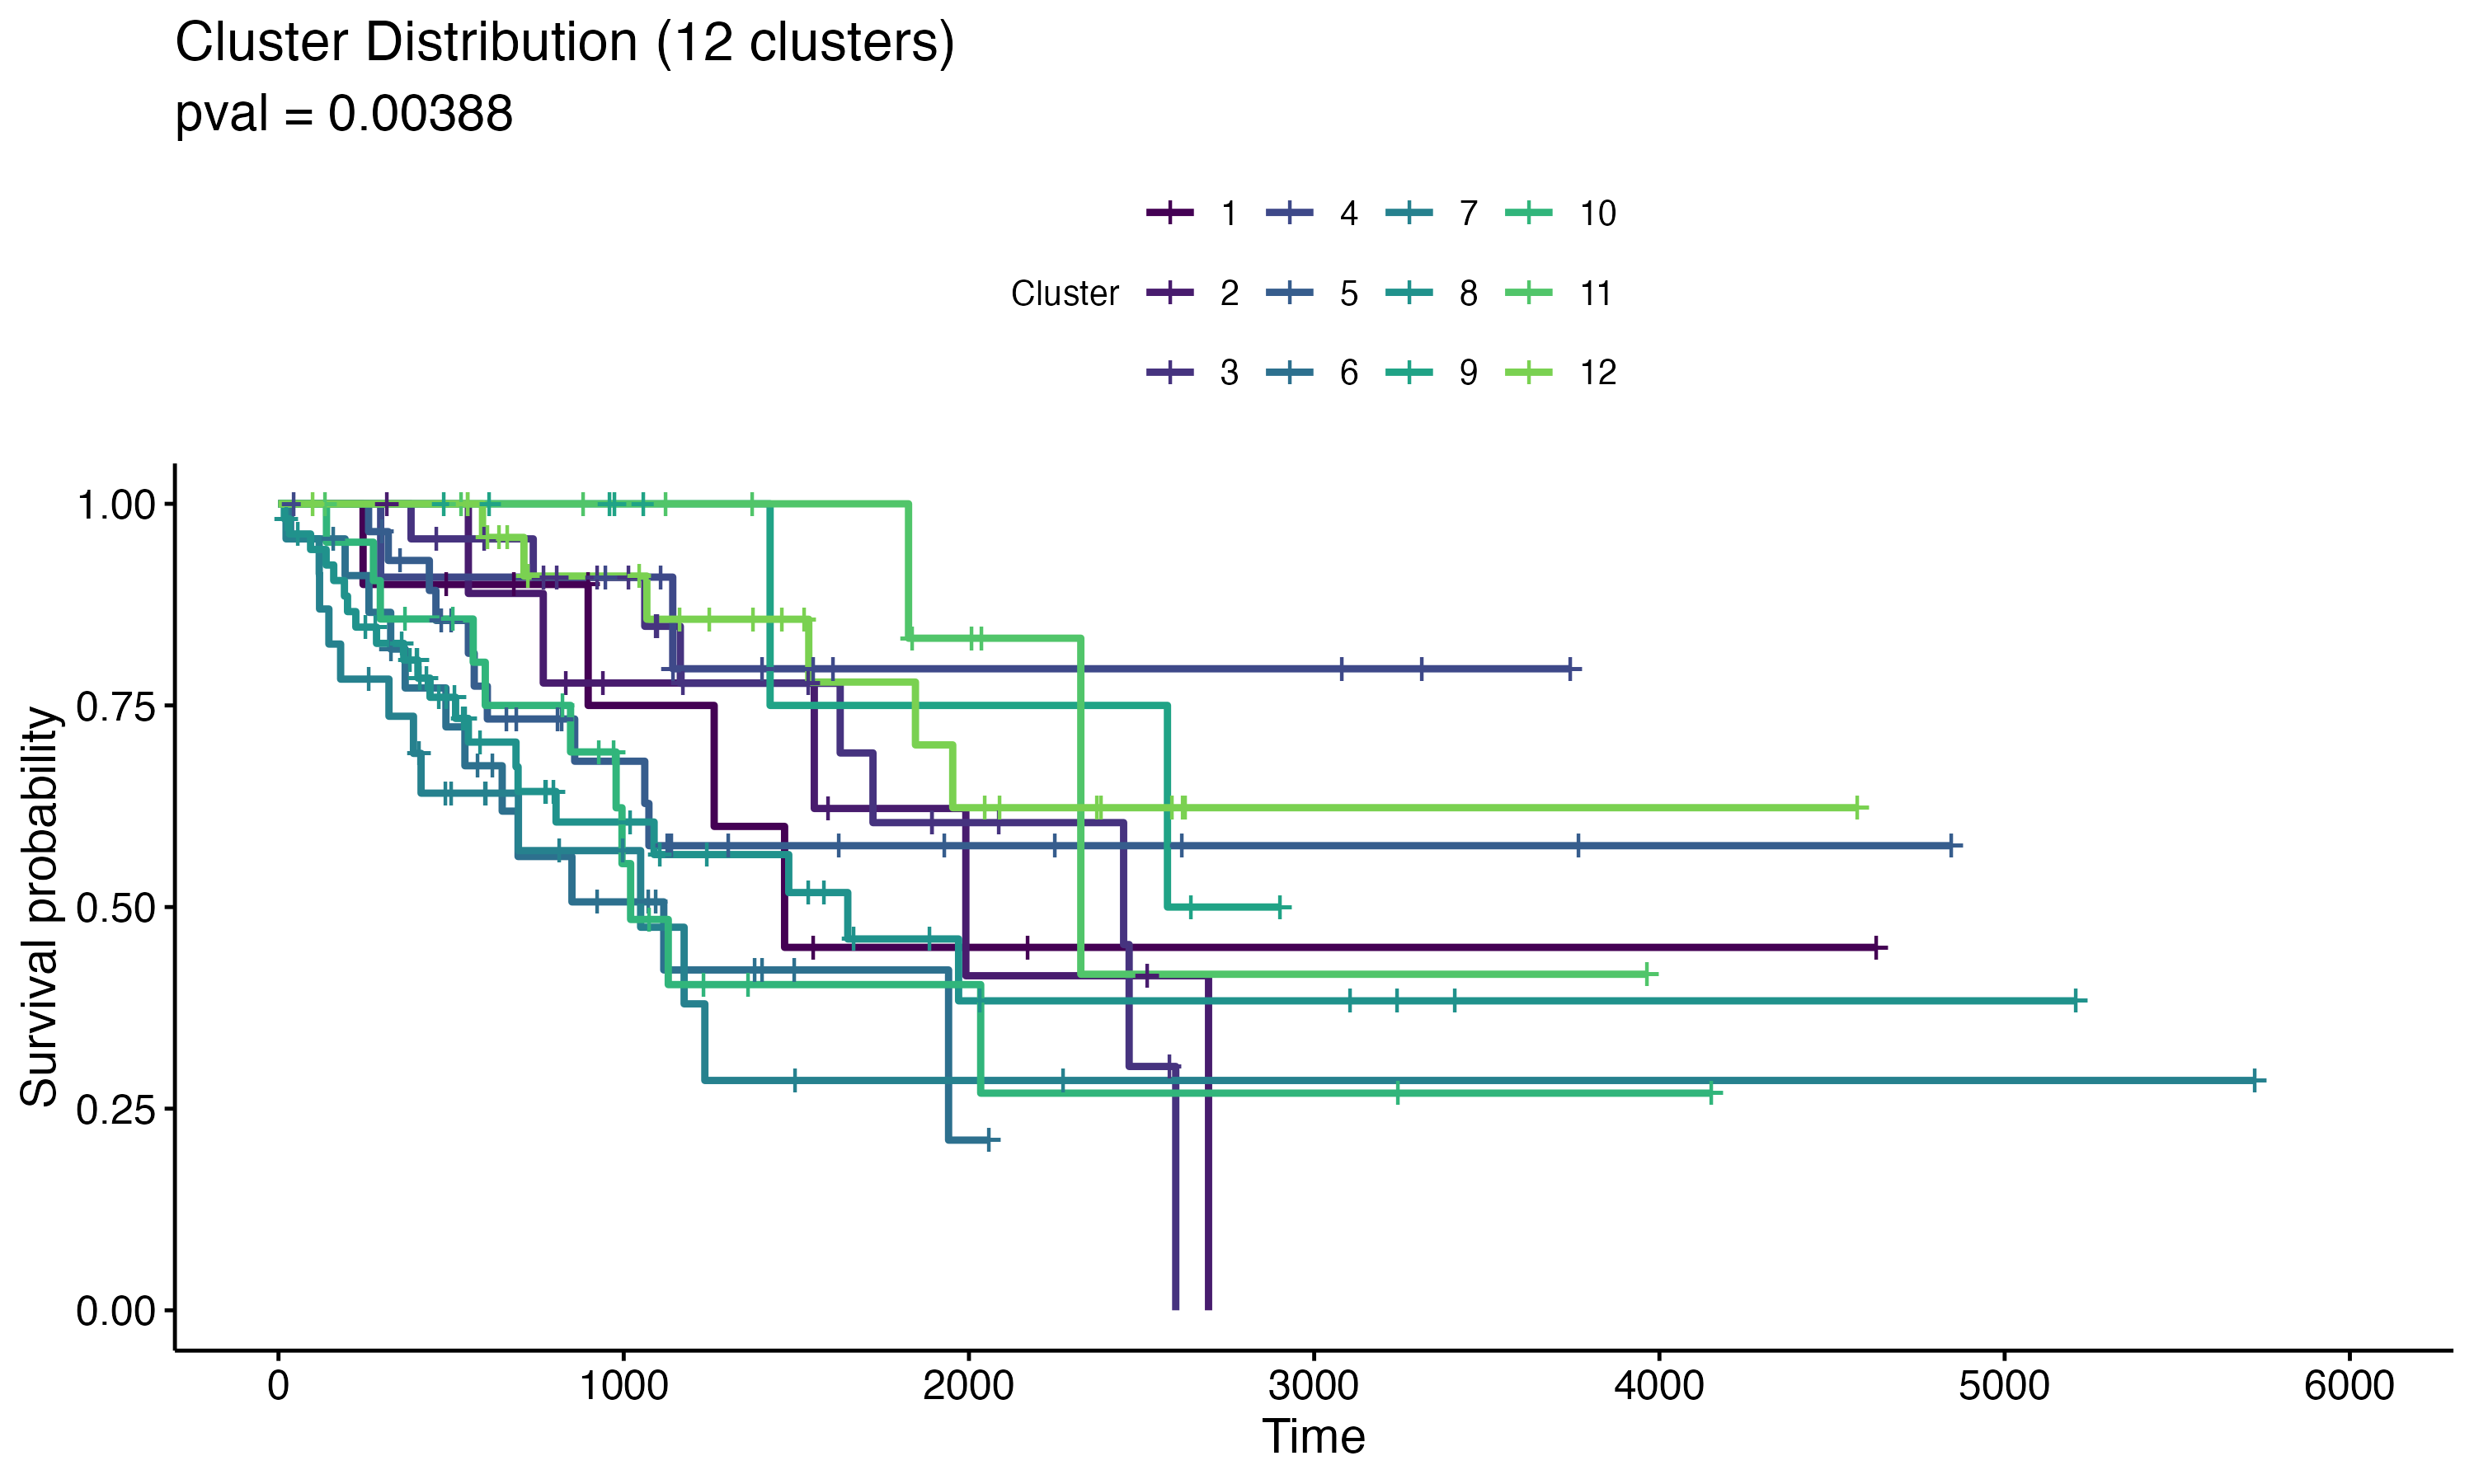 Cluster Distribution (12 clusters)
pval = 0.00388
1 4 7 10
Cluster 2 5 8 11
3 6 9 12
Survival probability
1.00
0.75
0.50
0.25
0.00
0 1000 2000 3000 4000 5000 6000
Time